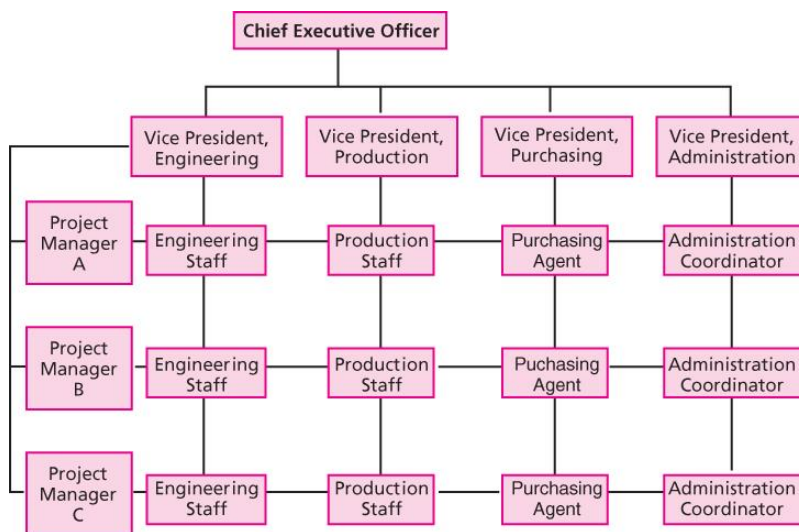 Chief Executive Officer
Vice President,
Engineering
Vice President,
Production
Vice President,
Purchasing
Vice President,
Administration
Project
Manager
A
Engineering
Staff
Production
Staff
Purchasing
Agent
Administration
Coordinator
Project
Manager
B
Engineering
Staff
Production
Staff
Puchasing
Agent
Administration
Coordinator
Project
Manager
C
Engineering
Staff
Production
Staff
Purchasing
Agent
Administration
Coordinator